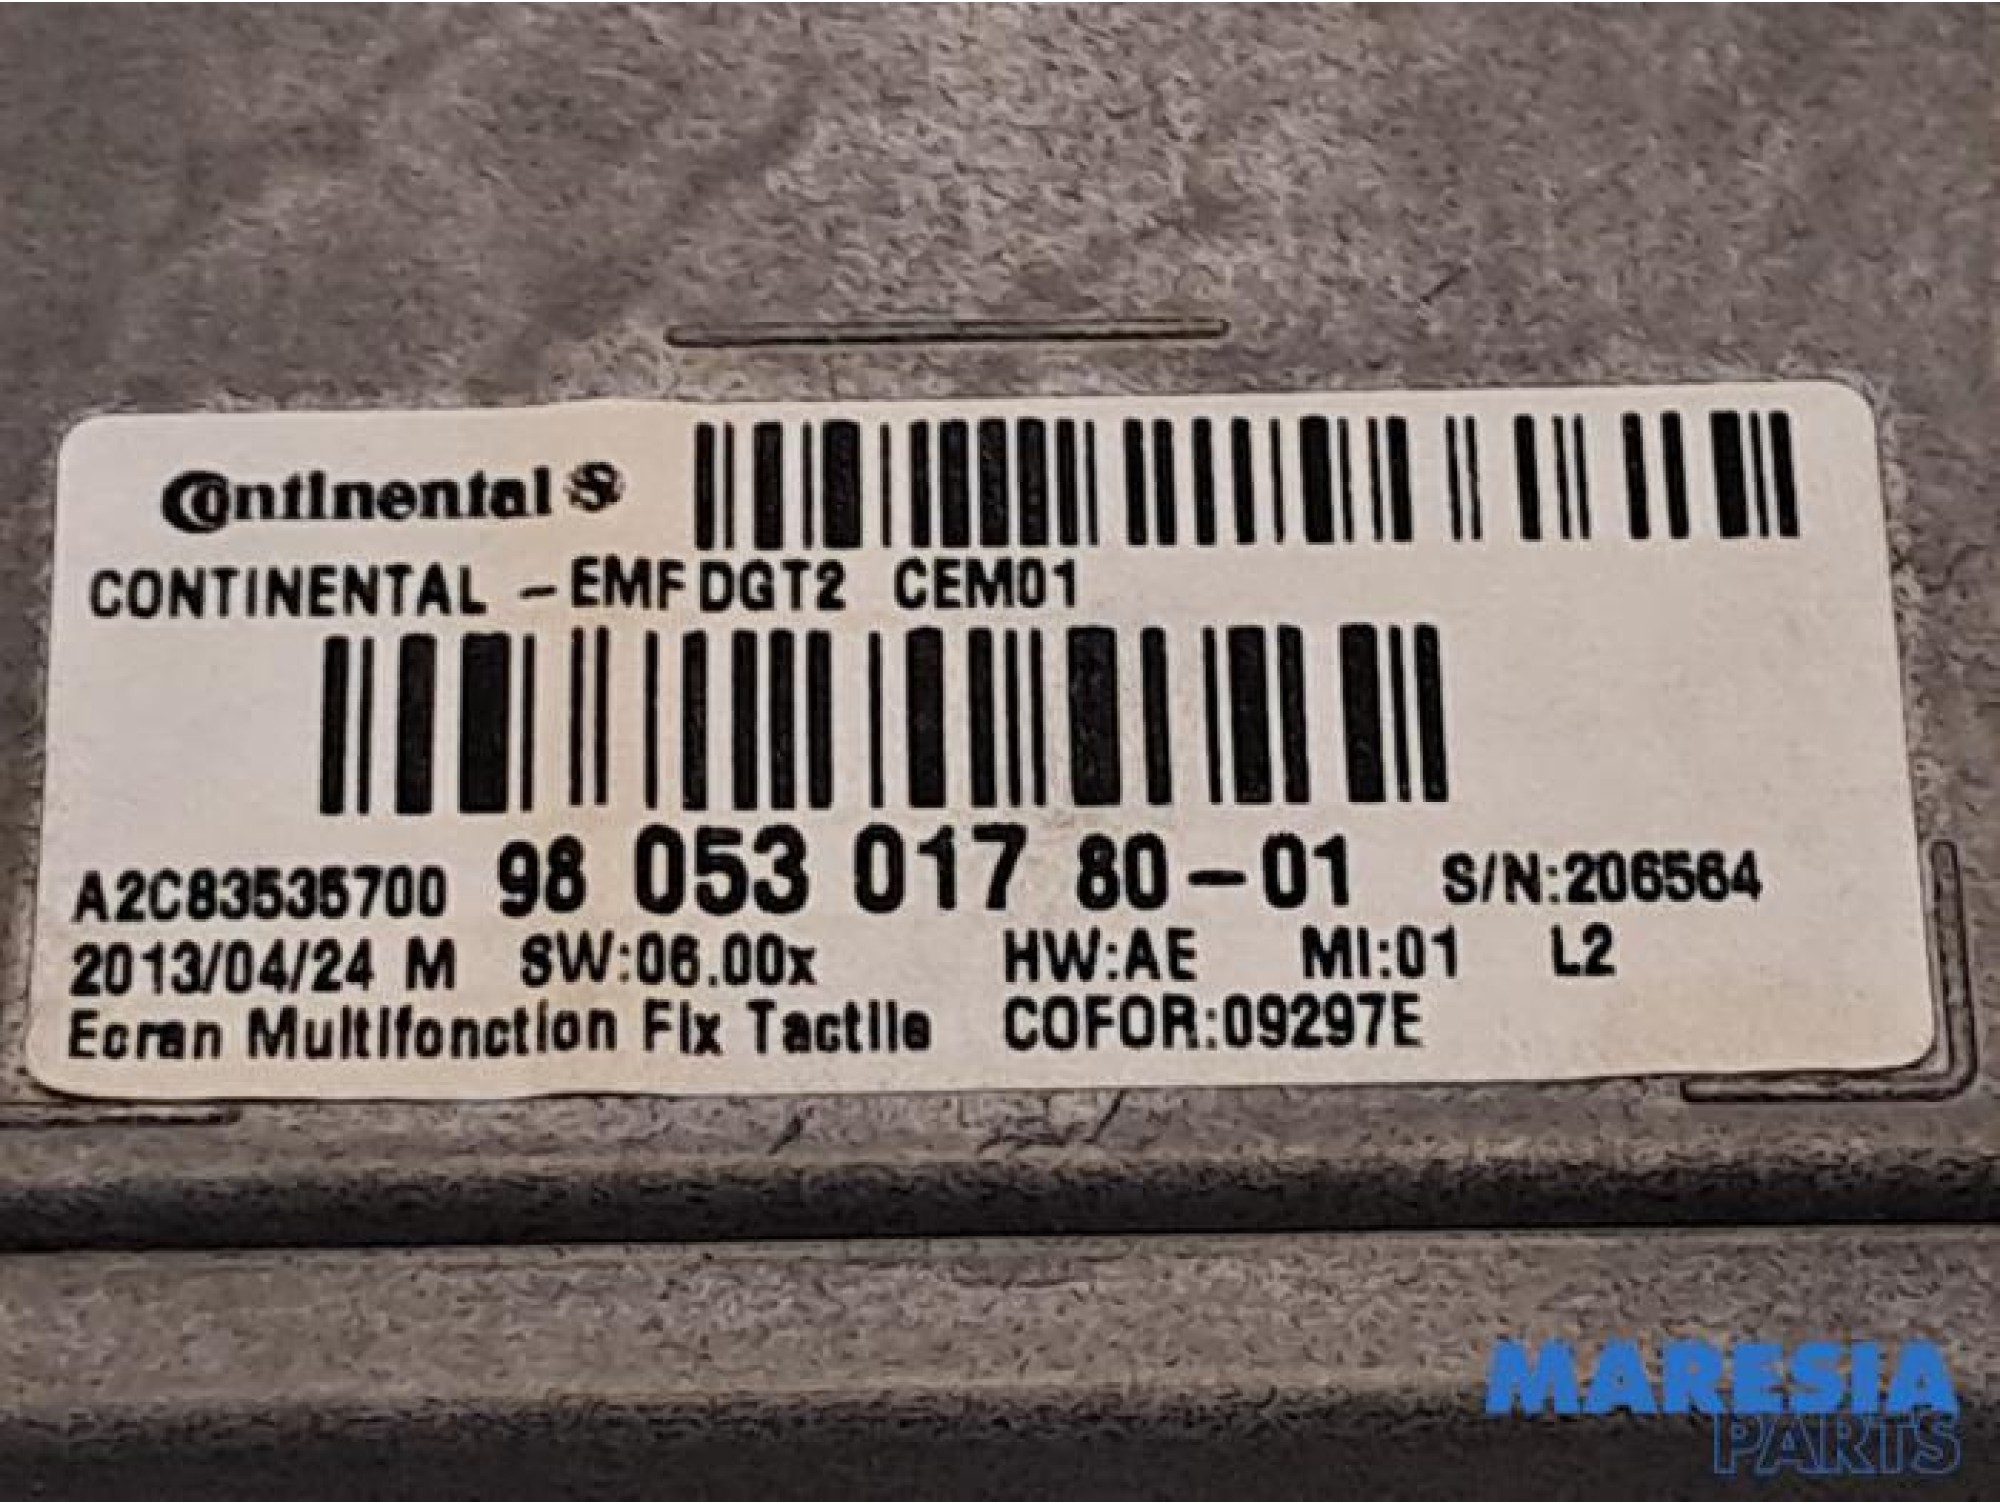 Continental
CONTINENTAL -EMF DGT2 CEM01
A2C83535700 98 053 017 80-01 S/N:206564
2013/04/24 M SW:06.00x HW:AE MI:01 L2
Ecran Multifonction Fix Tactile COFOR:09297E
MARESIA
PARTS